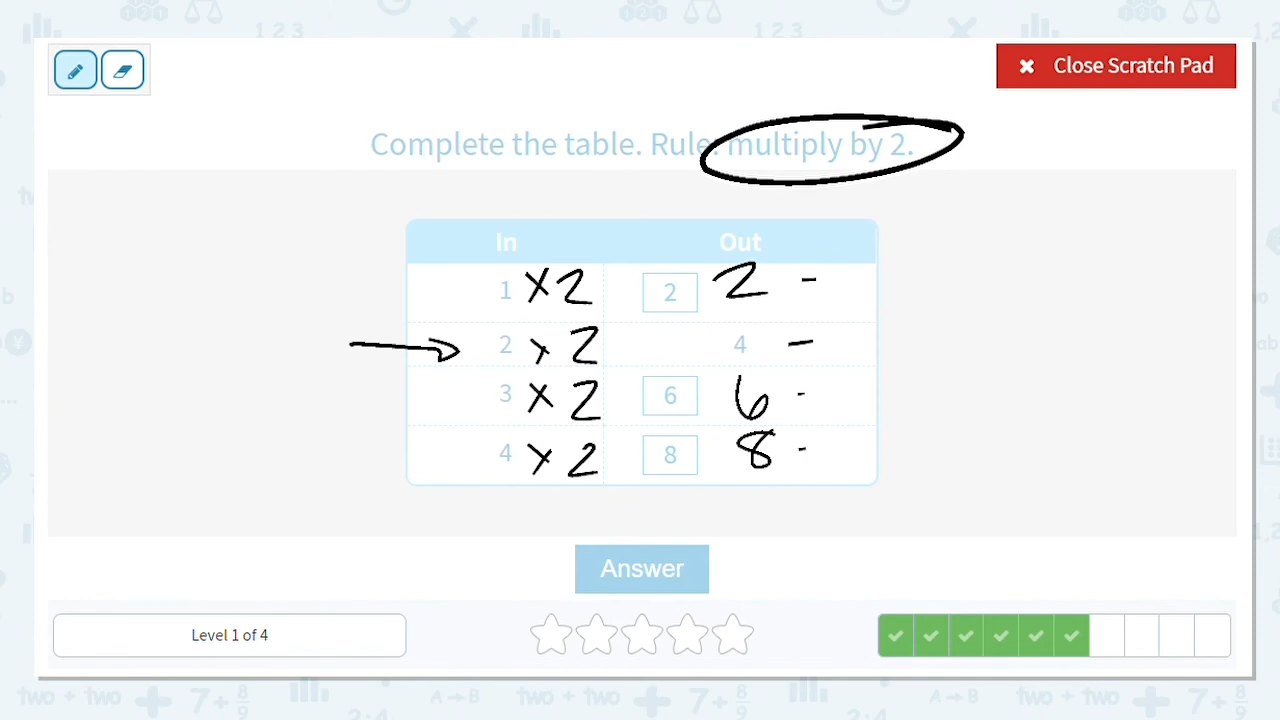 Close Scratch Pad
Complete the table. Rule: multiply by 2.
In Out
1 ×2 2 2 -
2 × 2 4 -
3 × 2 6 6 -
4 × 2 8 8 -
Answer
Level 1 of 4